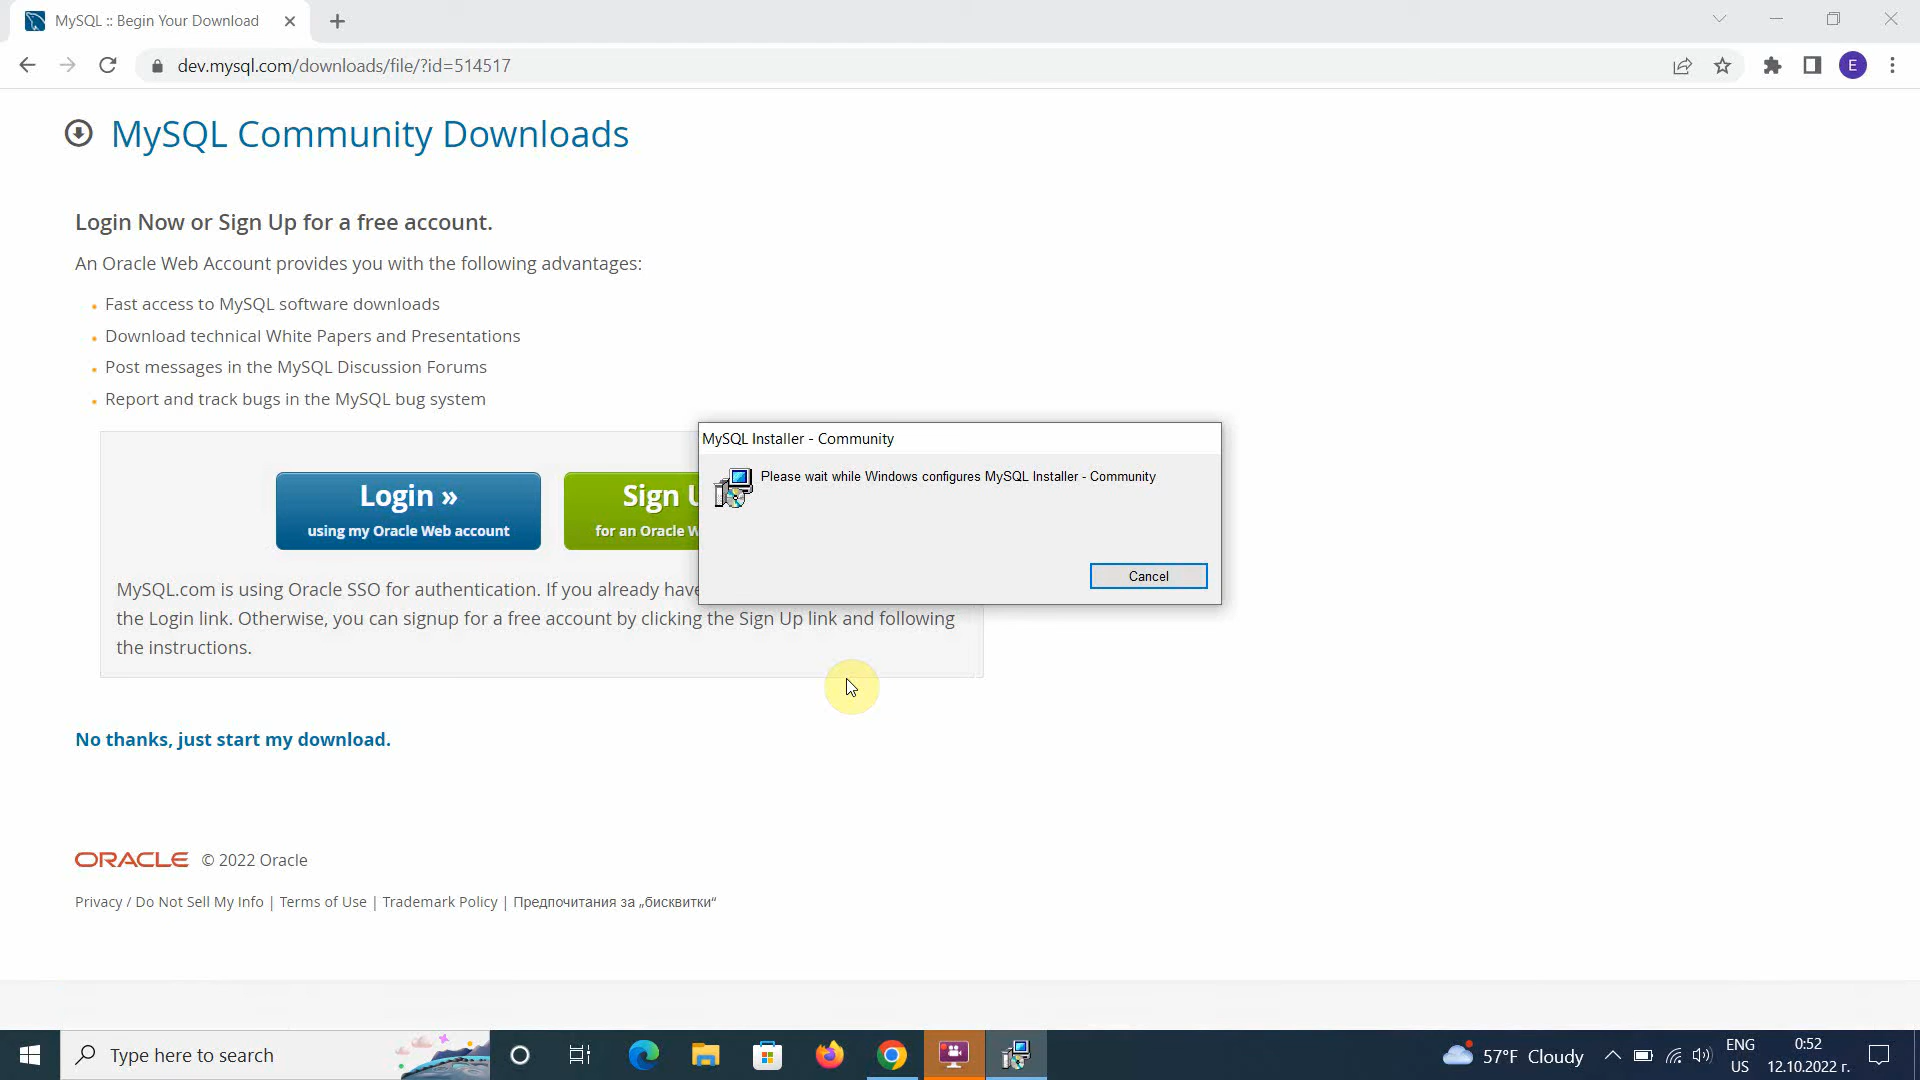 MySQL :: Begin Your Download
dev.mysql.com/downloads/file/?id=514517
E
MySQL Community Downloads
Login Now or Sign Up for a free account.
An Oracle Web Account provides you with the following advantages:
Fast access to MySQL software downloads
Download technical White Papers and Presentations
Post messages in the MySQL Discussion Forums
Report and track bugs in the MySQL bug system
MySQL Installer - Community
Please wait while Windows configures MySQL Installer - Community
Cancel
Login »
using my Oracle Web account
Sign U
for an Oracle W
MySQL.com is using Oracle SSO for authentication. If you already have
the Login link. Otherwise, you can signup for a free account by clicking the Sign Up link and following
the instructions.
No thanks, just start my download.
ORACLE © 2022 Oracle
Privacy / Do Not Sell My Info | Terms of Use | Trademark Policy | Предпочитания за „бисквитки“
Type here to search
57°F Cloudy
ENG
US
0:52
12.10.2022 г.